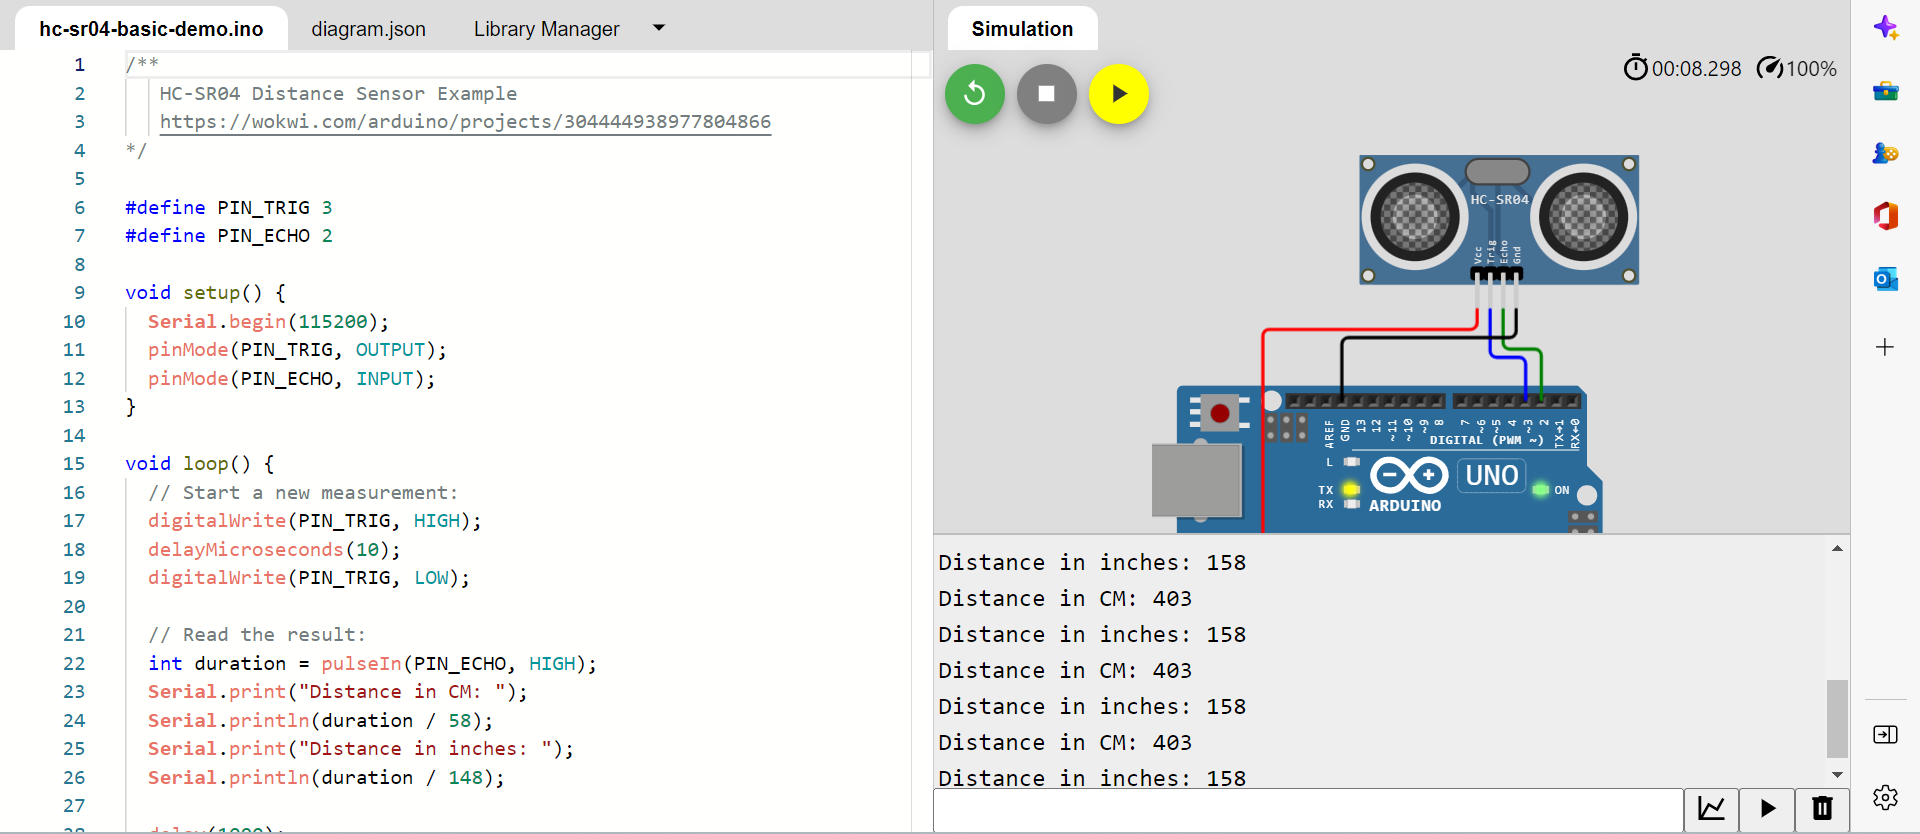 hc-sr04-basic-demo.ino diagram.json Library Manager
1 /**
2 HC-SR04 Distance Sensor Example
3 https://wokwi.com/arduino/projects/304444938977804866
4 */
5
6 #define PIN_TRIG 3
7 #define PIN_ECHO 2
8
9 void setup() {
10 Serial.begin(115200);
11 pinMode(PIN_TRIG, OUTPUT);
12 pinMode(PIN_ECHO, INPUT);
13 }
14
15 void loop() {
16 // Start a new measurement:
17 digitalWrite(PIN_TRIG, HIGH);
18 delayMicroseconds(10);
19 digitalWrite(PIN_TRIG, LOW);
20
21 // Read the result:
22 int duration = pulseIn(PIN_ECHO, HIGH);
23 Serial.print("Distance in CM: ");
24 Serial.println(duration / 58);
25 Serial.print("Distance in inches: ");
26 Serial.println(duration / 148);
27
28 delay(1000);
Simulation
00:08.298 100%
HC-SR04
Vcc
Trig
Echo
Gnd
AREF
GND
13
12
~11
~10
~9
8
7
~6
~5
4
~3
2
TX→1
RX←0
DIGITAL (PWM ~)
L
TX
RX
UNO
ON
ARDUINO
Distance in inches: 158
Distance in CM: 403
Distance in inches: 158
Distance in CM: 403
Distance in inches: 158
Distance in CM: 403
Distance in inches: 158